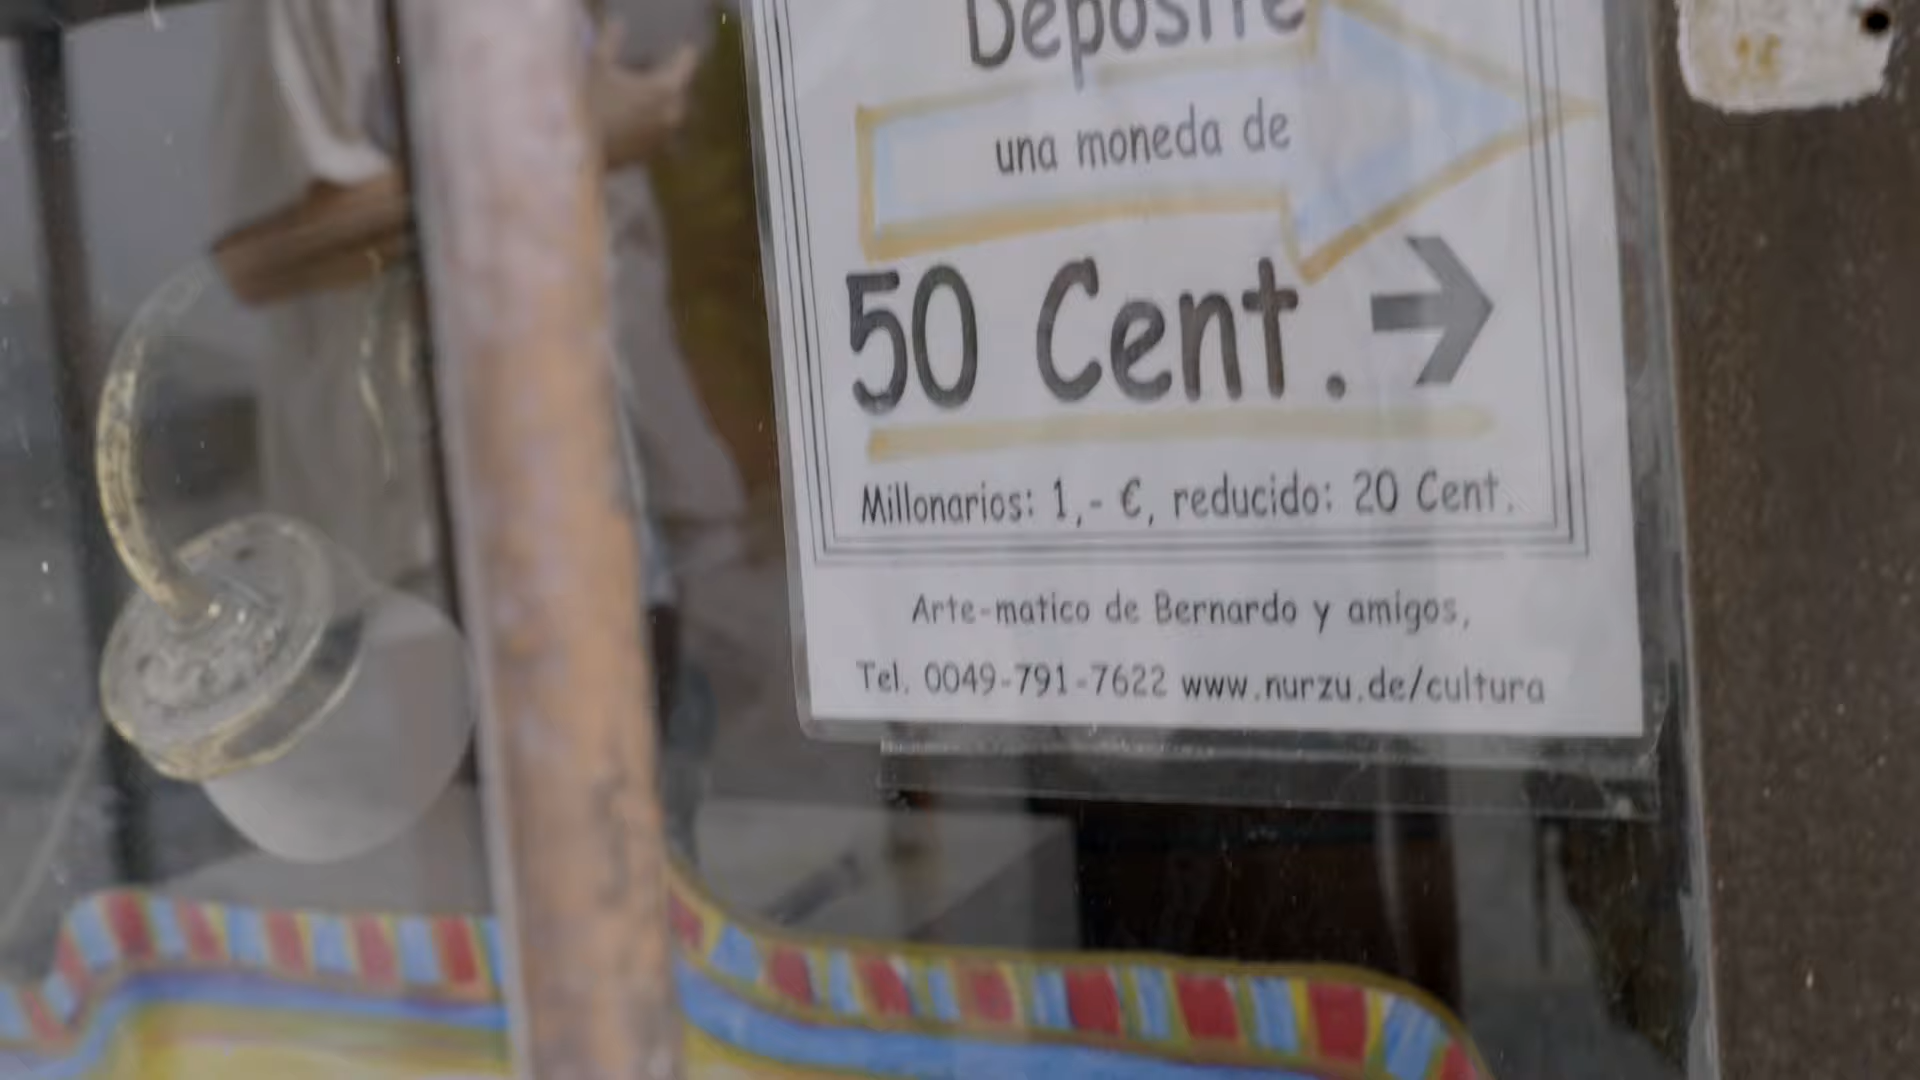 Deposite
una moneda de
50 Cent. →
Millonarios: 1,- €, reducido: 20 Cent.
Arte-matico de Bernardo y amigos,
Tel. 0049-791-7622 www.nurzu.de/cultura